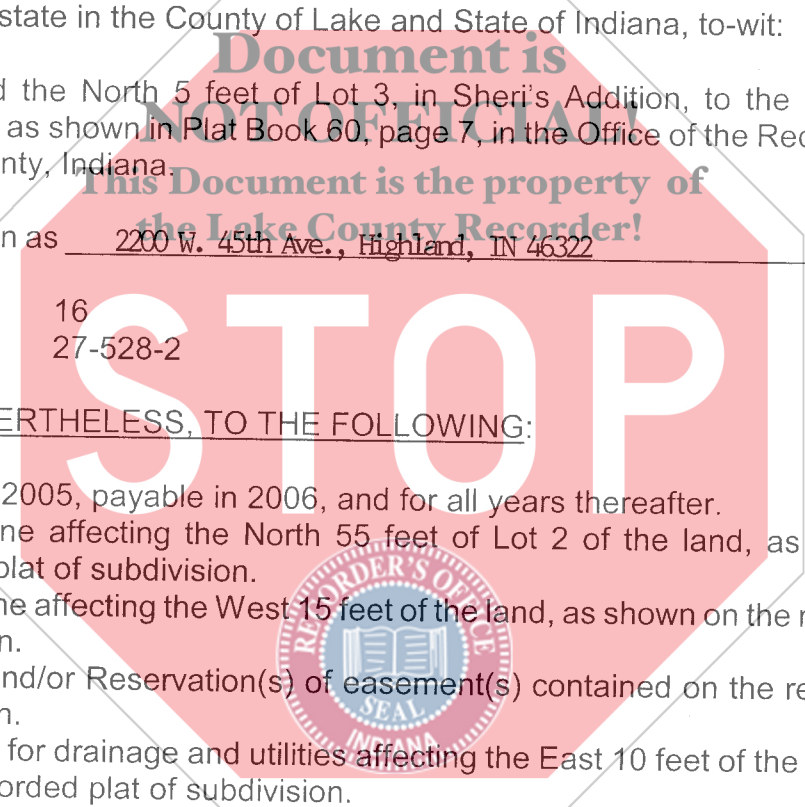 state in the County of Lake and State of Indiana, to-wit:
Document is
d the North 5 feet of Lot 3, in Sheri's Addition, to the
NOT OFFICIAL!
as shown in Plat Book 60, page 7, in the Office of the Rec
nty, Indiana.
This Document is the property of
the Lake County Recorder!
n as 2200 W. 45th Ave., Highland, IN 46322
16
27-528-2
STOP
ERTHELESS, TO THE FOLLOWING:
2005, payable in 2006, and for all years thereafter.
ne affecting the North 55 feet of Lot 2 of the land, as
plat of subdivision.
ne affecting the West 15 feet of the land, as shown on the r
n.
nd/or Reservation(s) of easement(s) contained on the re
n.
for drainage and utilities affecting the East 10 feet of the
orded plat of subdivision.
RECORDER'S OFFICE
SEAL
INDIANA